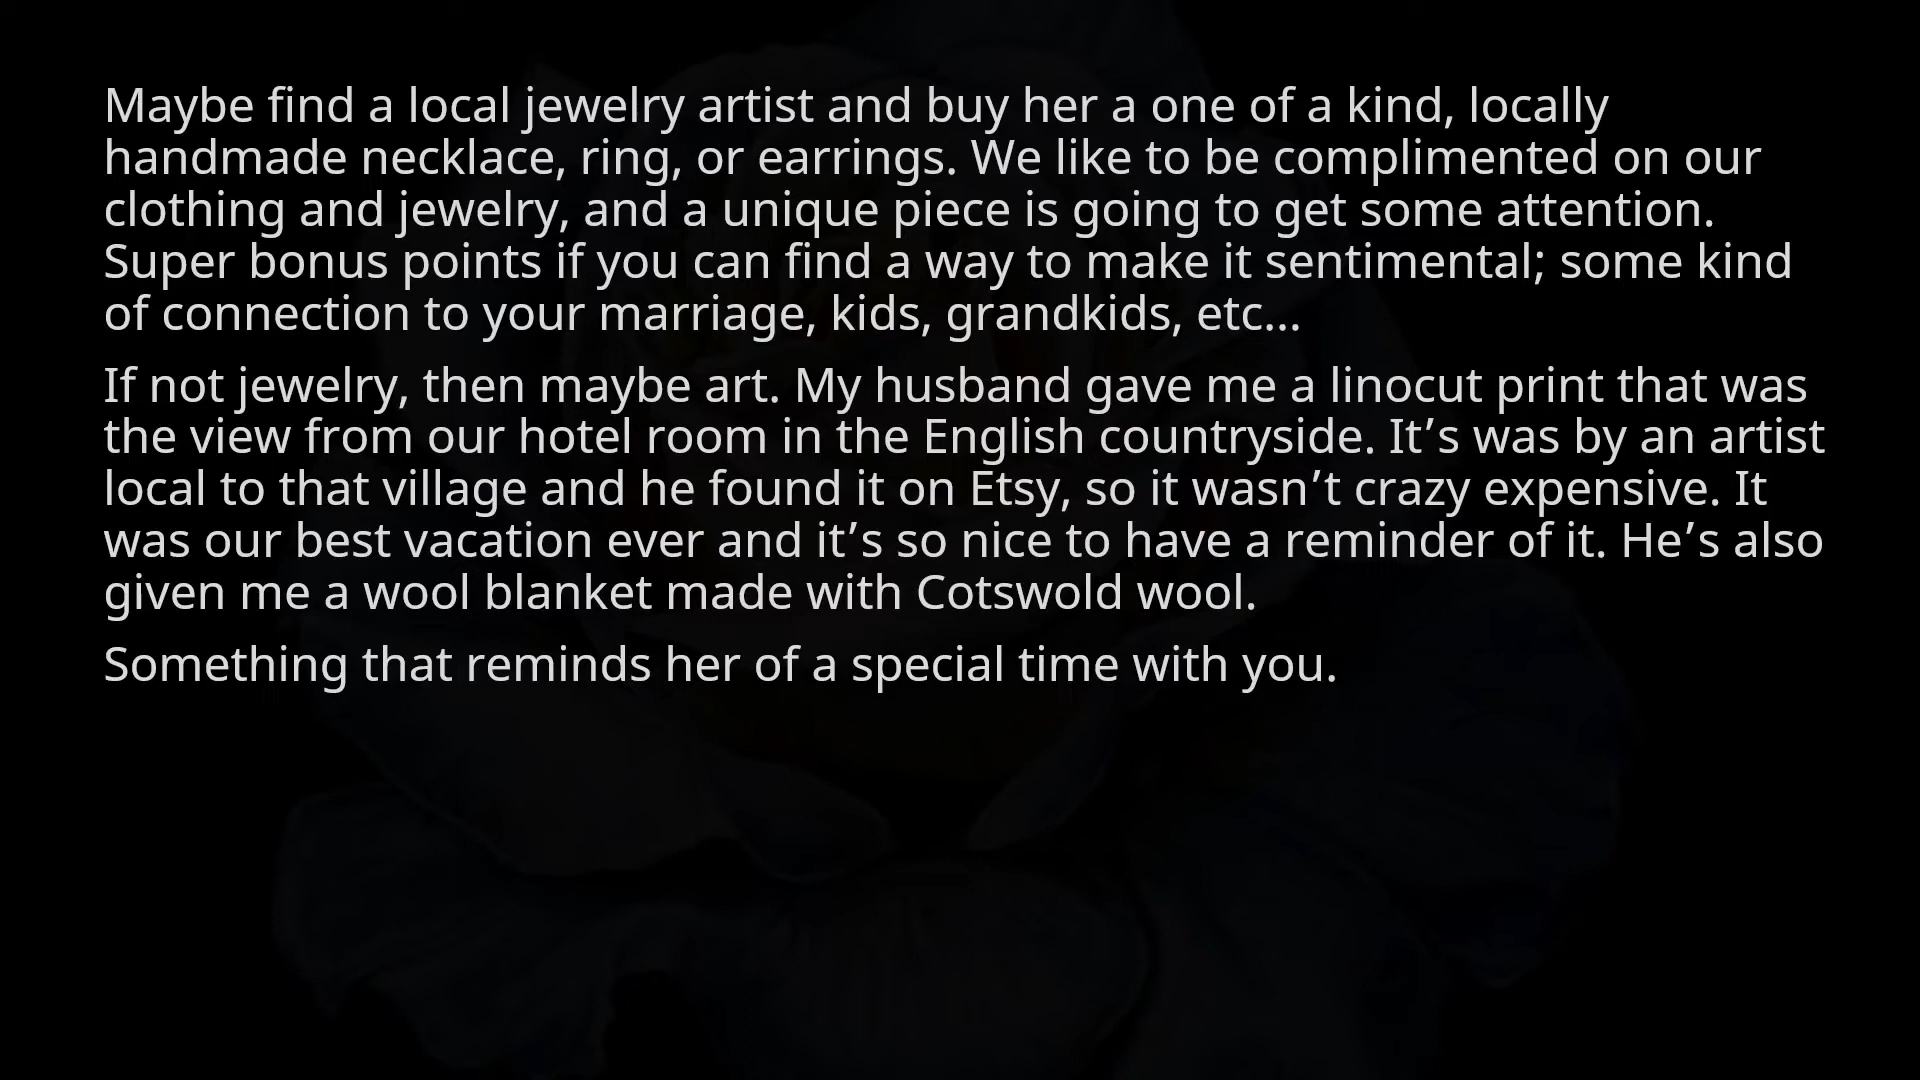 Maybe find a local jewelry artist and buy her a one of a kind, locally
handmade necklace, ring, or earrings. We like to be complimented on our
clothing and jewelry, and a unique piece is going to get some attention.
Super bonus points if you can find a way to make it sentimental; some kind
of connection to your marriage, kids, grandkids, etc...
If not jewelry, then maybe art. My husband gave me a linocut print that was
the view from our hotel room in the English countryside. It’s was by an artist
local to that village and he found it on Etsy, so it wasn’t crazy expensive. It
was our best vacation ever and it’s so nice to have a reminder of it. He’s also
given me a wool blanket made with Cotswold wool.
Something that reminds her of a special time with you.